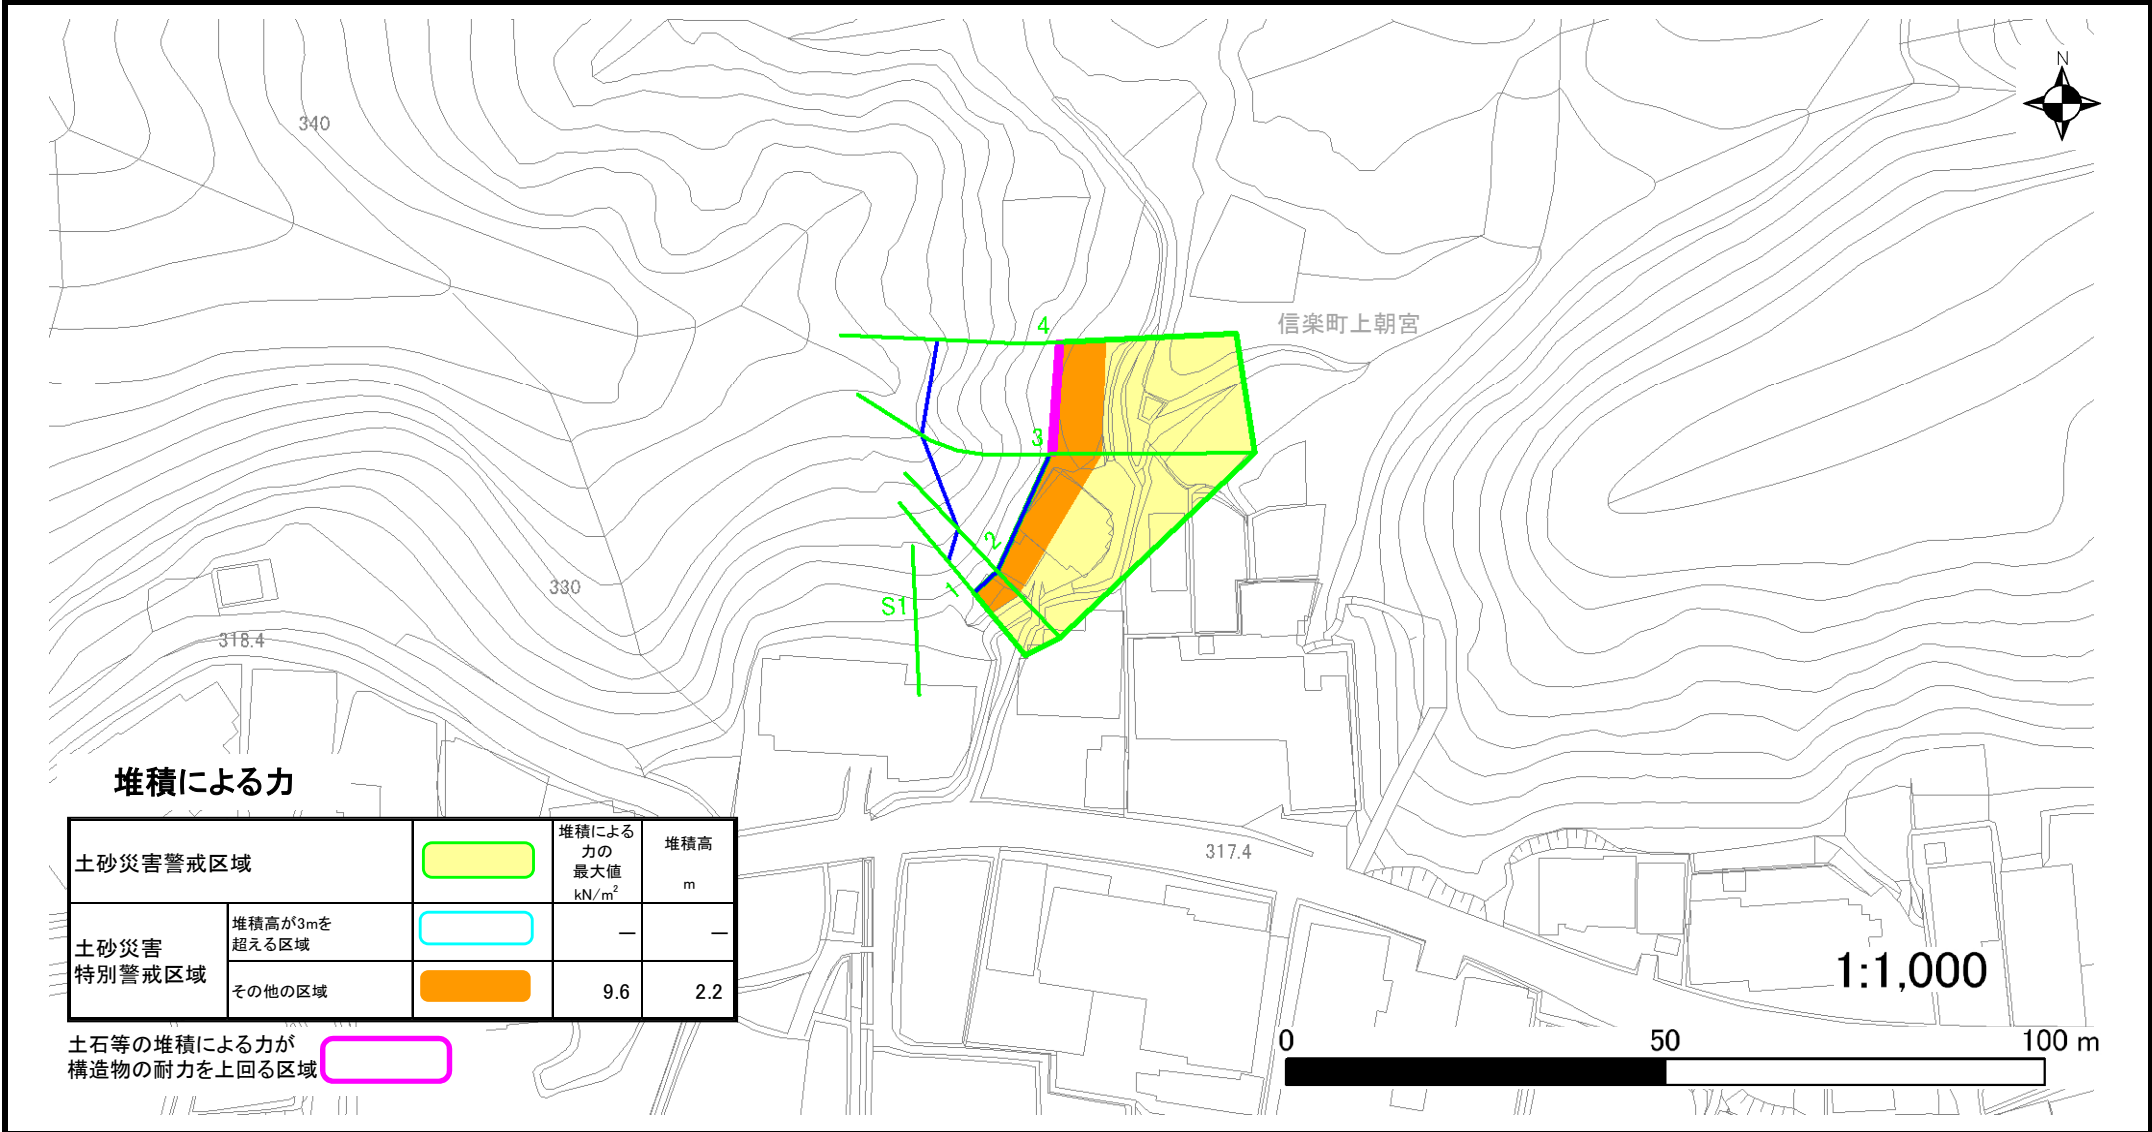 N
340
信楽町上朝宮
4
3
2
1
S1
330
318.4
317.4
堆積による力
土砂災害警戒区域
堆積による
力の
最大値
kN/m²
堆積高
m
土砂災害
特別警戒区域
堆積高が3mを
超える区域
―
―
その他の区域
9.6
2.2
土石等の堆積による力が
構造物の耐力を上回る区域
1:1,000
0
50
100 m